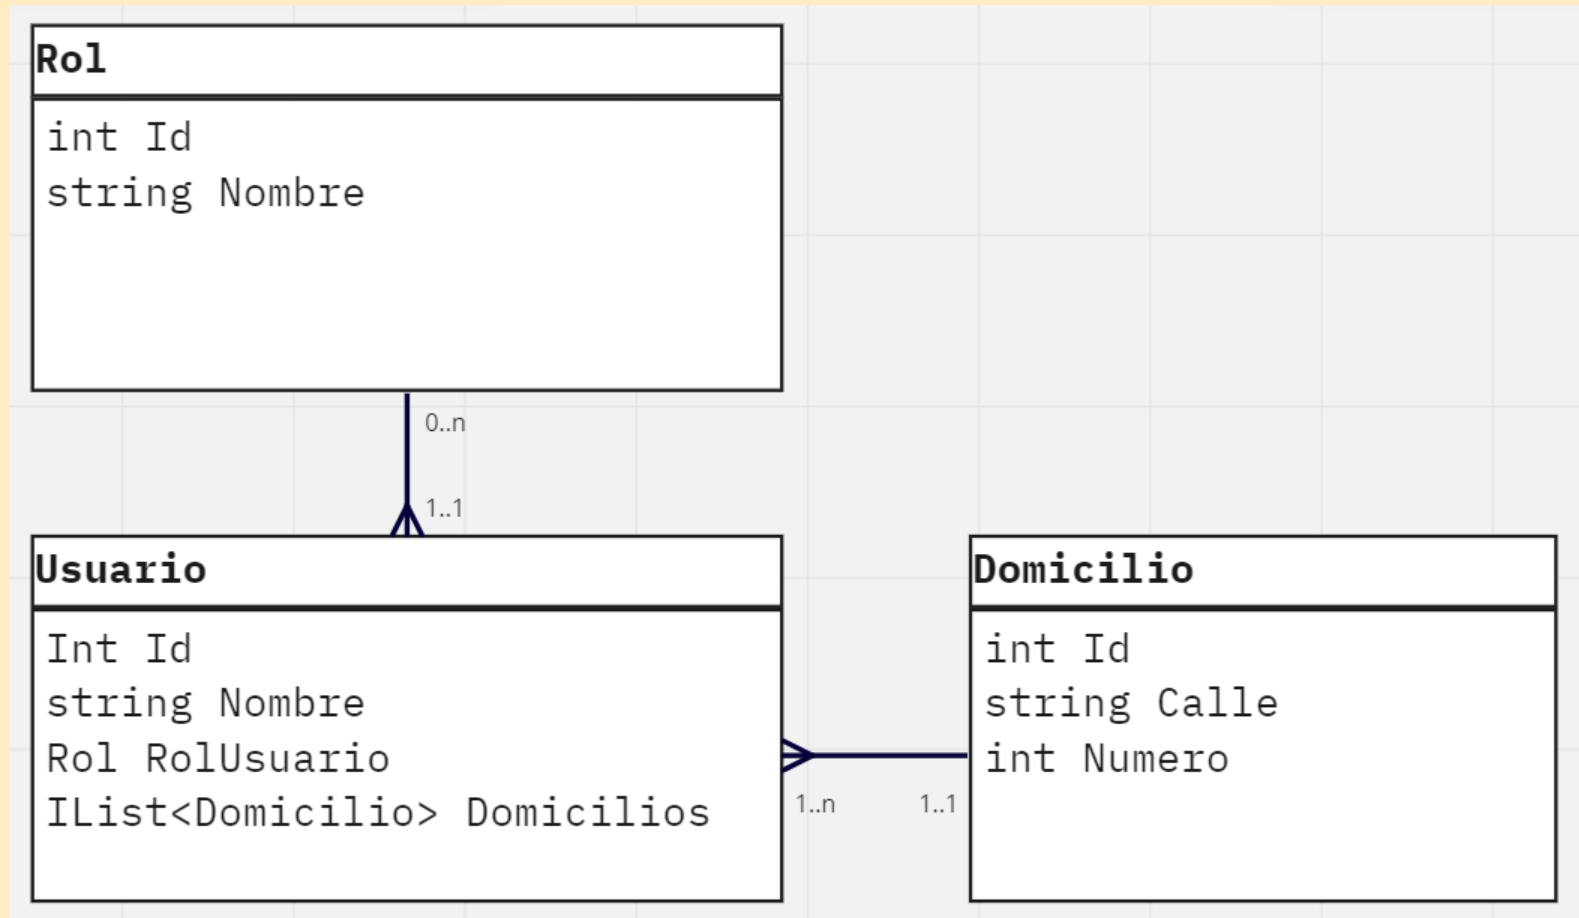 Rol
int Id
string Nombre
0..n
1..1
Usuario
Int Id
string Nombre
Rol RolUsuario
IList<Domicilio> Domicilios
1..n
1..1
Domicilio
int Id
string Calle
int Numero